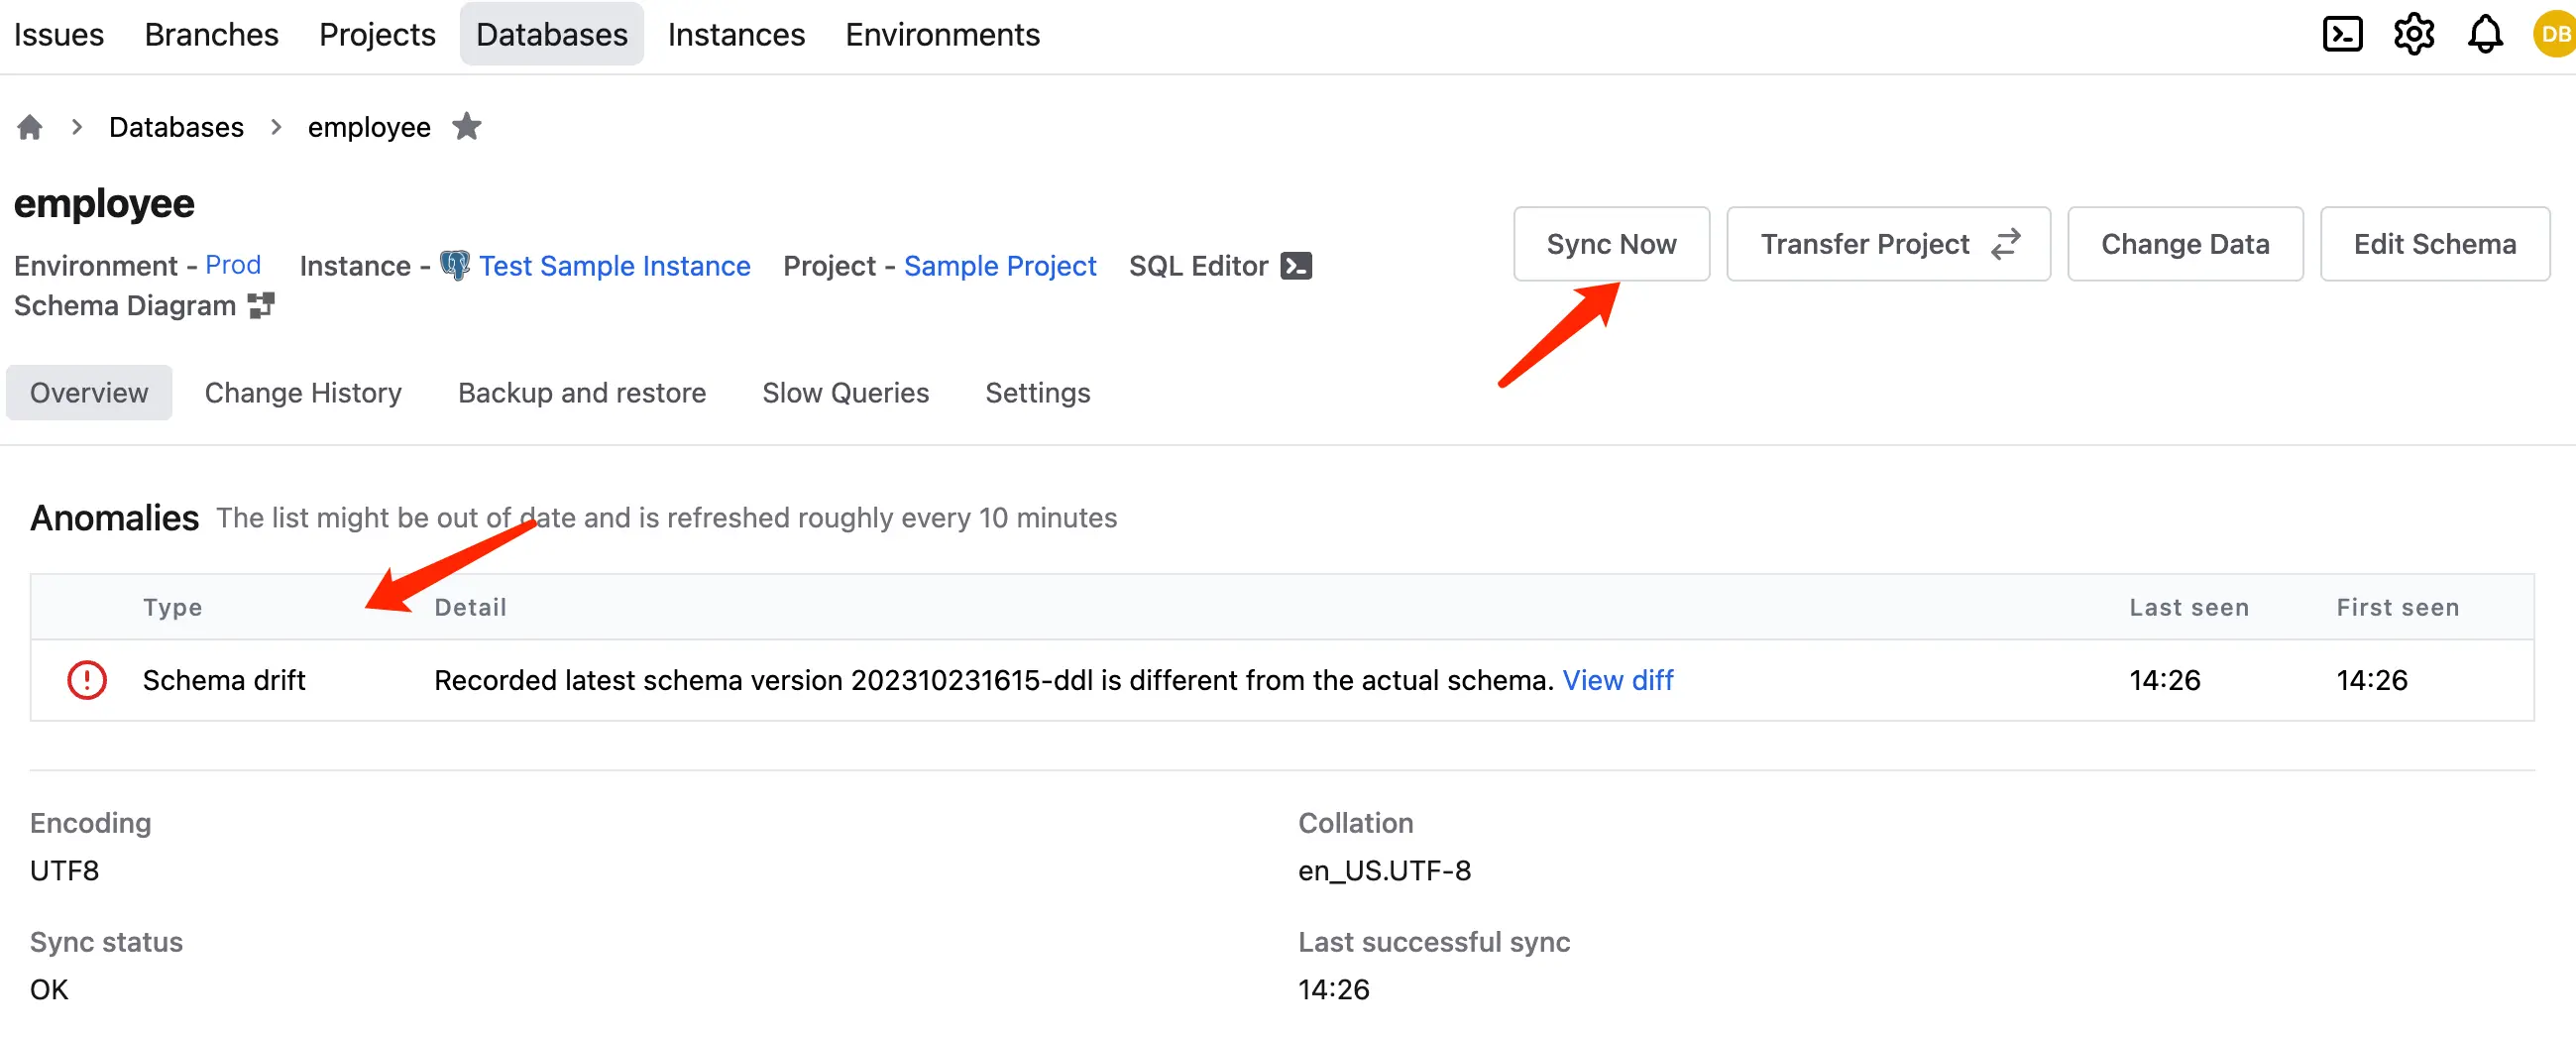 Issues Branches Projects Databases Instances Environments DB
Databases employee
employee
Sync Now Transfer Project Change Data Edit Schema
Environment - Prod Instance - Test Sample Instance Project - Sample Project SQL Editor
Schema Diagram
Overview Change History Backup and restore Slow Queries Settings
Anomalies The list might be out of date and is refreshed roughly every 10 minutes
Type Detail Last seen First seen
Schema drift Recorded latest schema version 202310231615-ddl is different from the actual schema. View diff 14:26 14:26
Encoding Collation
UTF8 en_US.UTF-8
Sync status Last successful sync
OK 14:26